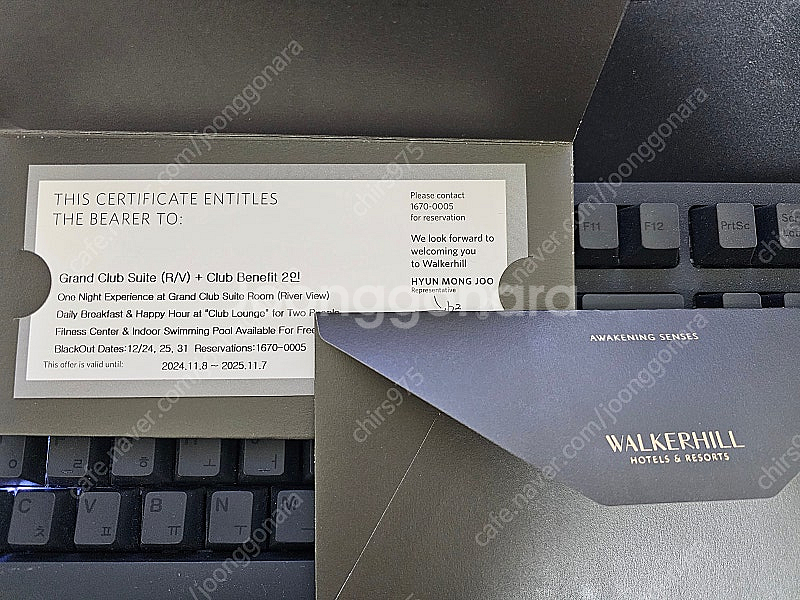 THIS CERTIFICATE ENTITLES
THE BEARER TO:
Please contact
1670-0005
for reservation
We look forward to
welcoming you
to Walkerhill
HYUN MONG JOO
Representative
Grand Club Suite (R/V) + Club Benefit 2인
One Night Experience at Grand Club Suite Room (River View)
Daily Breakfast & Happy Hour at "Club Lounge" for Two People
Fitness Center & Indoor Swimming Pool Available For Free
BlackOut Dates:12/24, 25, 31 Reservations:1670-0005
This offer is valid until: 2024.11.8 ~ 2025.11.7
AWAKENING SENSES
WALKERHILL
HOTELS & RESORTS
F11 F12 PrtSc
C V B N M
ㅊ ㅍ ㅠ ㅜ ㅡ
joonggonara
cafe.naver.com/joonggonara
chirs975